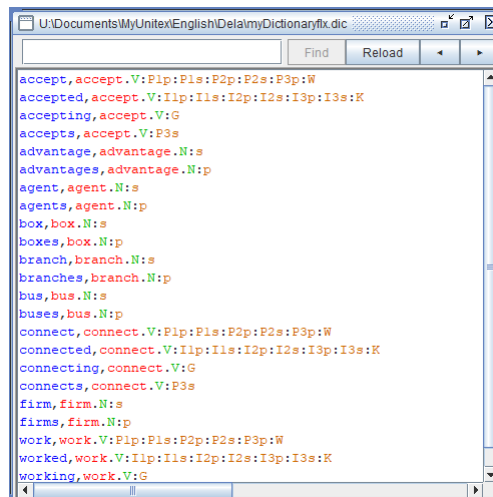 U:\Documents\MyUnitex\English\Dela\myDictionaryflx.dic
Find Reload
accept,accept.V:P1p:P1s:P2p:P2s:P3p:W
accepted,accept.V:I1p:I1s:I2p:I2s:I3p:I3s:K
accepting,accept.V:G
accepts,accept.V:P3s
advantage,advantage.N:s
advantages,advantage.N:p
agent,agent.N:s
agents,agent.N:p
box,box.N:s
boxes,box.N:p
branch,branch.N:s
branches,branch.N:p
bus,bus.N:s
buses,bus.N:p
connect,connect.V:P1p:P1s:P2p:P2s:P3p:W
connected,connect.V:I1p:I1s:I2p:I2s:I3p:I3s:K
connecting,connect.V:G
connects,connect.V:P3s
firm,firm.N:s
firms,firm.N:p
work,work.V:P1p:P1s:P2p:P2s:P3p:W
worked,work.V:I1p:I1s:I2p:I2s:I3p:I3s:K
working,work.V:G